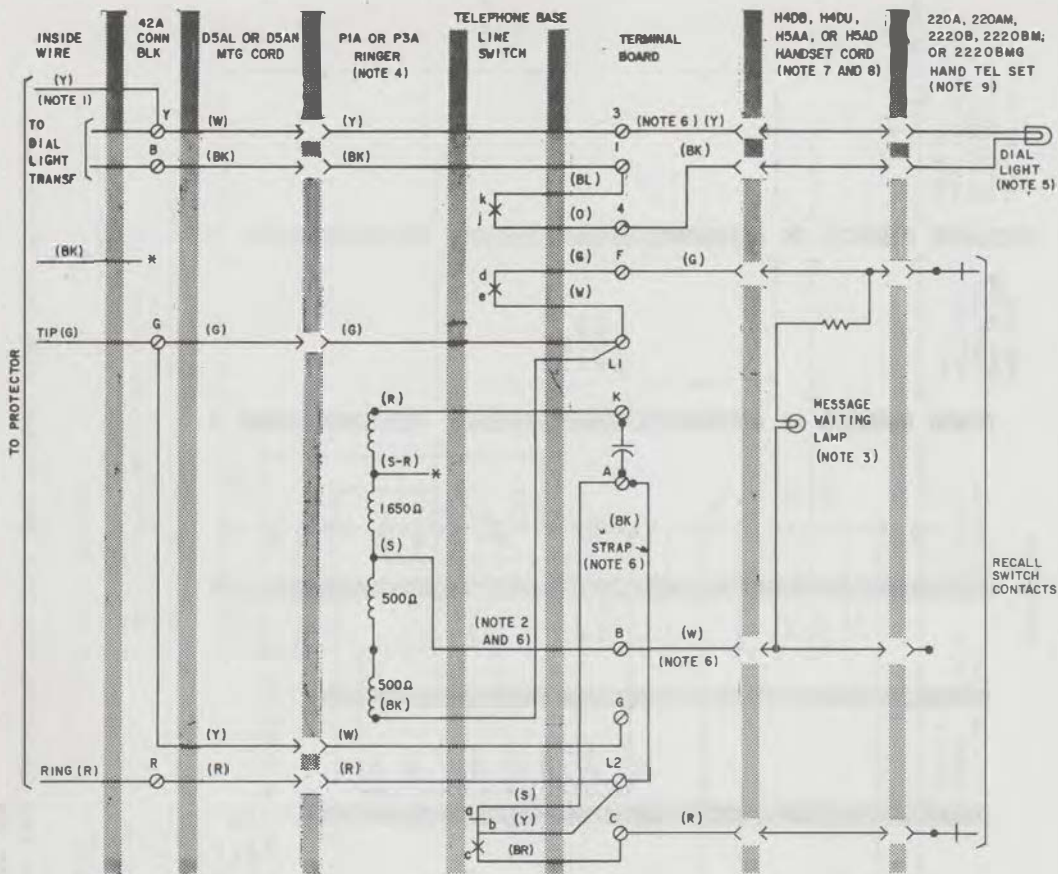 INSIDE
WIRE
42A
CONN
BLK
D5AL OR D5AN
MTG CORD
P1A OR P3A
RINGER
(NOTE 4)
TELEPHONE BASE
LINE
SWITCH
TERMINAL
BOARD
H4DB, H4DU,
H5AA, OR H5AD
HANDSET CORD
(NOTE 7 AND 8)
220A, 220AM,
2220B, 2220BM;
OR 2220BMG
HAND TEL SET
(NOTE 9)
(Y)
(NOTE 1)
Y
TO
DIAL
LIGHT
TRANSF
(W)
(Y)
3
(NOTE 6) (Y)
B
(BK)
(BK)
1
(BK)
DIAL
LIGHT
(NOTE 5)
(BL)
k
j
(O)
4
(BK)
*
d
e
(G)
F
(G)
(W)
TIP (G)
G
(G)
(G)
L1
TO PROTECTOR
(R)
K
(S-R)
*
A
MESSAGE
WAITING
LAMP
(NOTE 3)
1650Ω
(BK)
STRAP
(NOTE 6)
(S)
500Ω
(NOTE 2
AND 6)
B
(W)
(NOTE 6)
RECALL
SWITCH
CONTACTS
500Ω
(BK)
G
(Y)
(W)
RING (R)
R
(R)
(R)
L2
(S)
a
b
(Y)
c
(BR)
C
(R)